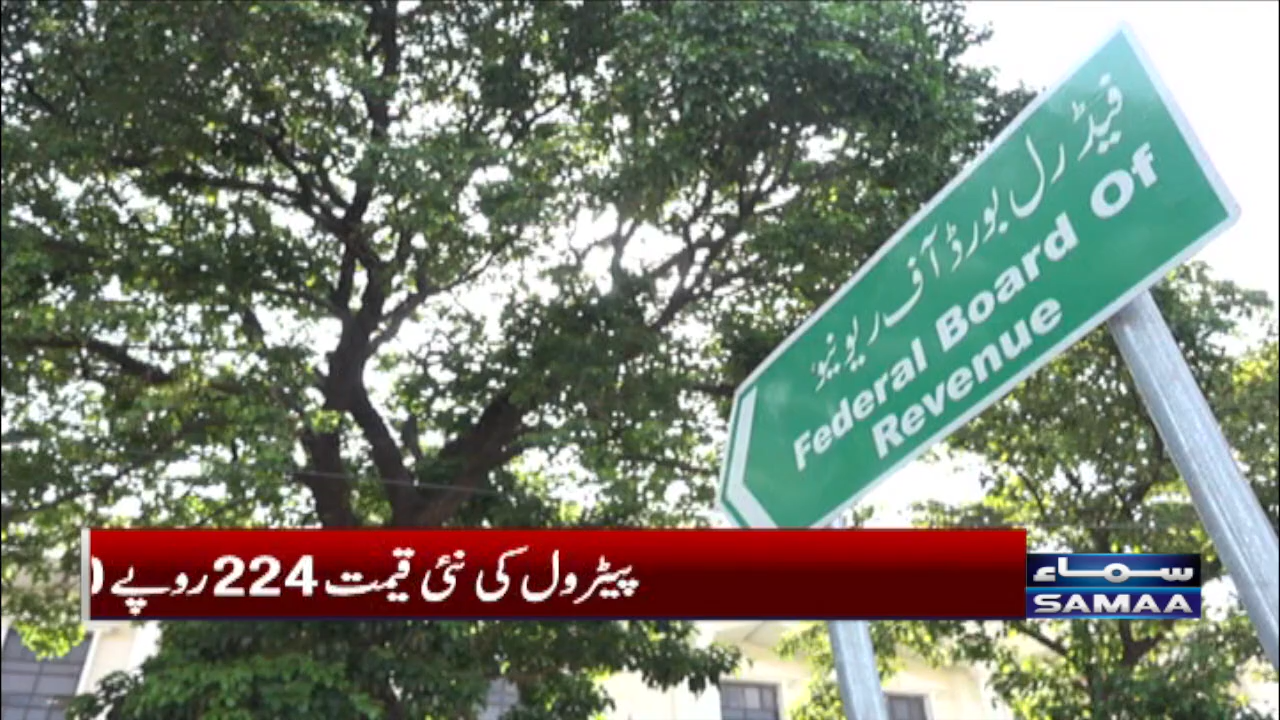 فیڈرل بورڈ آف ریونیو
Federal Board Of
Revenue
پیٹرول کی نئی قیمت 224 روپے
سماء
SAMAA